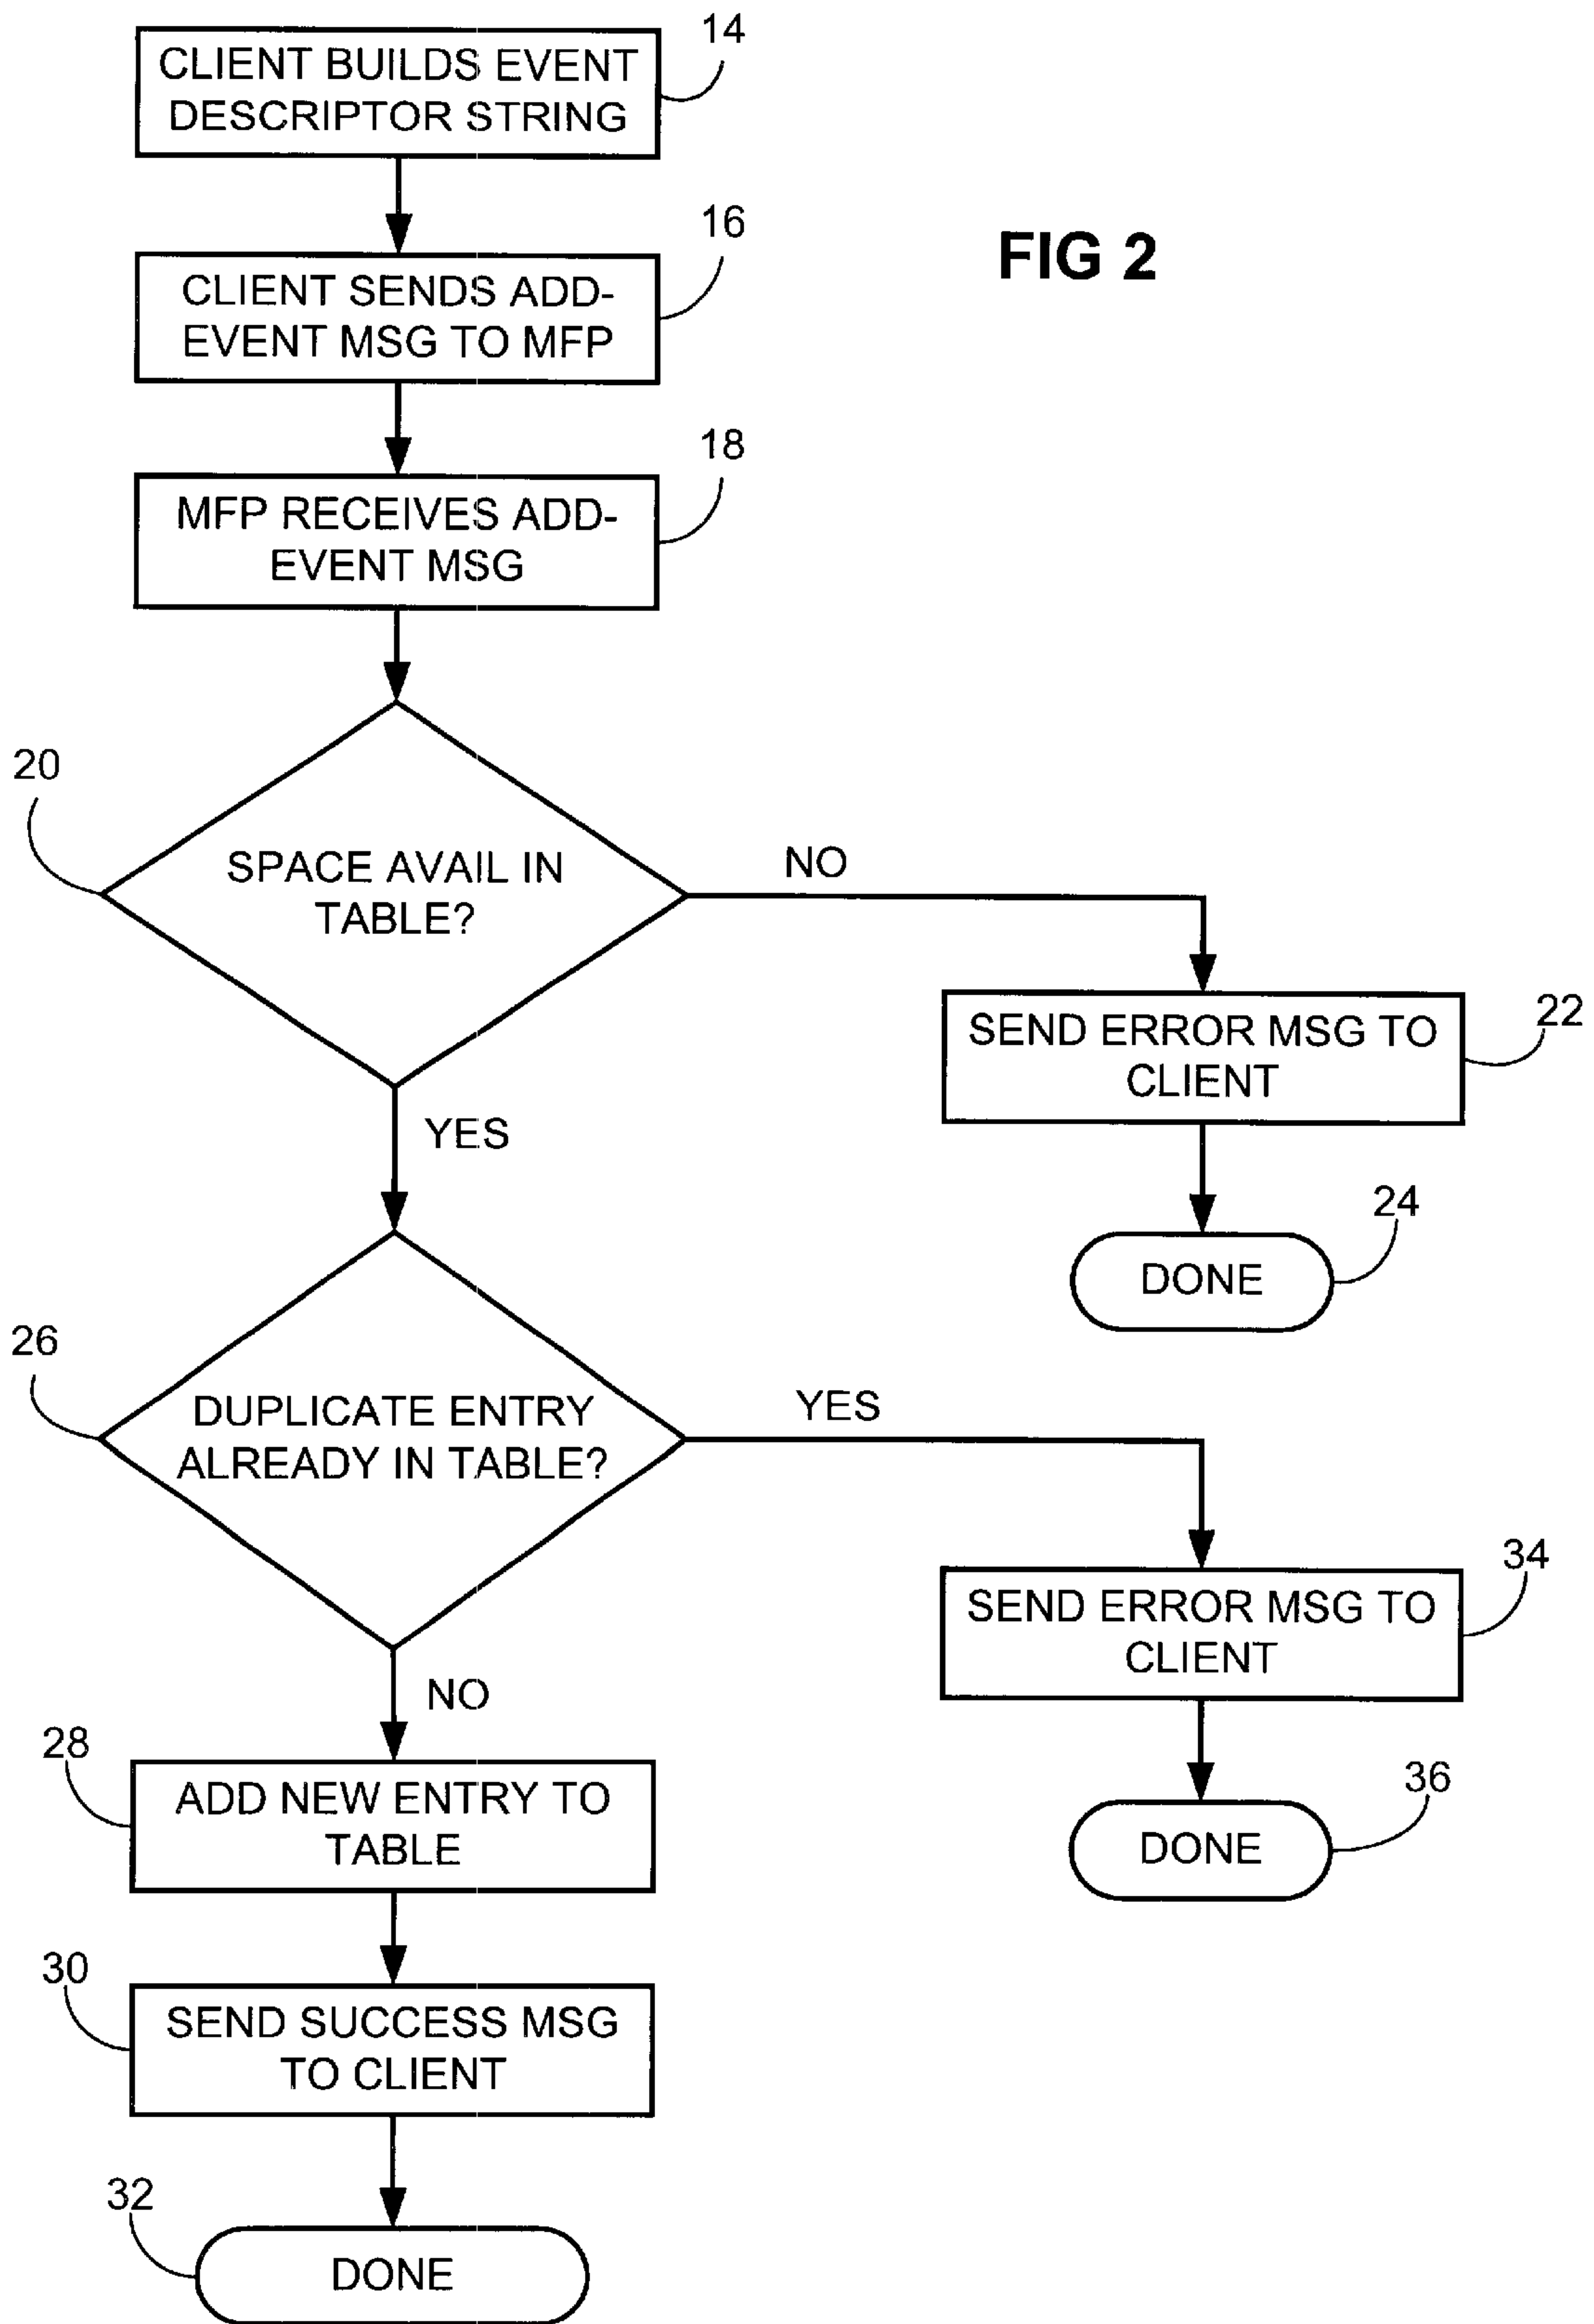 14
CLIENT BUILDS EVENT
DESCRIPTOR STRING
16
FIG 2
CLIENT SENDS ADD-
EVENT MSG TO MFP
18
MFP RECEIVES ADD-
EVENT MSG
20
SPACE AVAIL IN
TABLE?
NO
22
SEND ERROR MSG TO
CLIENT
YES
24
DONE
26
DUPLICATE ENTRY
ALREADY IN TABLE?
YES
34
SEND ERROR MSG TO
CLIENT
NO
28
ADD NEW ENTRY TO
TABLE
36
DONE
30
SEND SUCCESS MSG
TO CLIENT
32
DONE